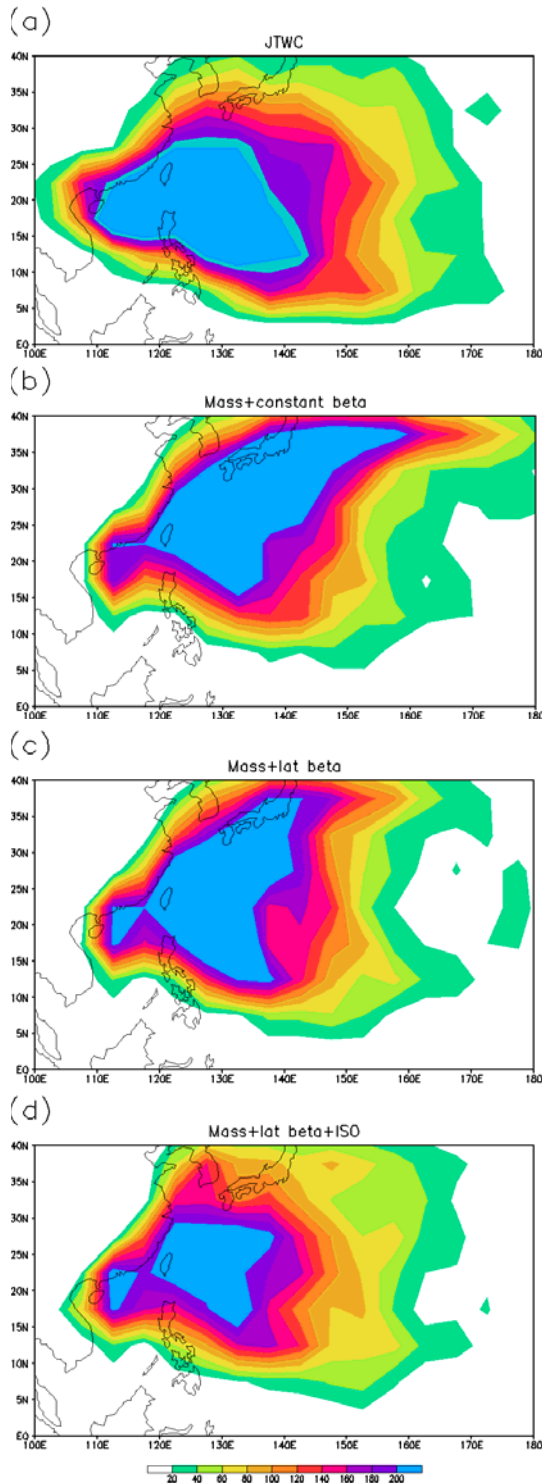 (a)
JTWC
40N
35N
30N
25N
20N
15N
10N
5N
EQ
100E 110E 120E 130E 140E 150E 160E 170E 180
(b)
Mass+constant beta
40N
35N
30N
25N
20N
15N
10N
5N
EQ
100E 110E 120E 130E 140E 150E 160E 170E 180
(c)
Mass+lat beta
40N
35N
30N
25N
20N
15N
10N
5N
EQ
100E 110E 120E 130E 140E 150E 160E 170E 180
(d)
Mass+lat beta+ISO
40N
35N
30N
25N
20N
15N
10N
5N
EQ
100E 110E 120E 130E 140E 150E 160E 170E 180
20 40 60 80 100 120 140 160 180 200